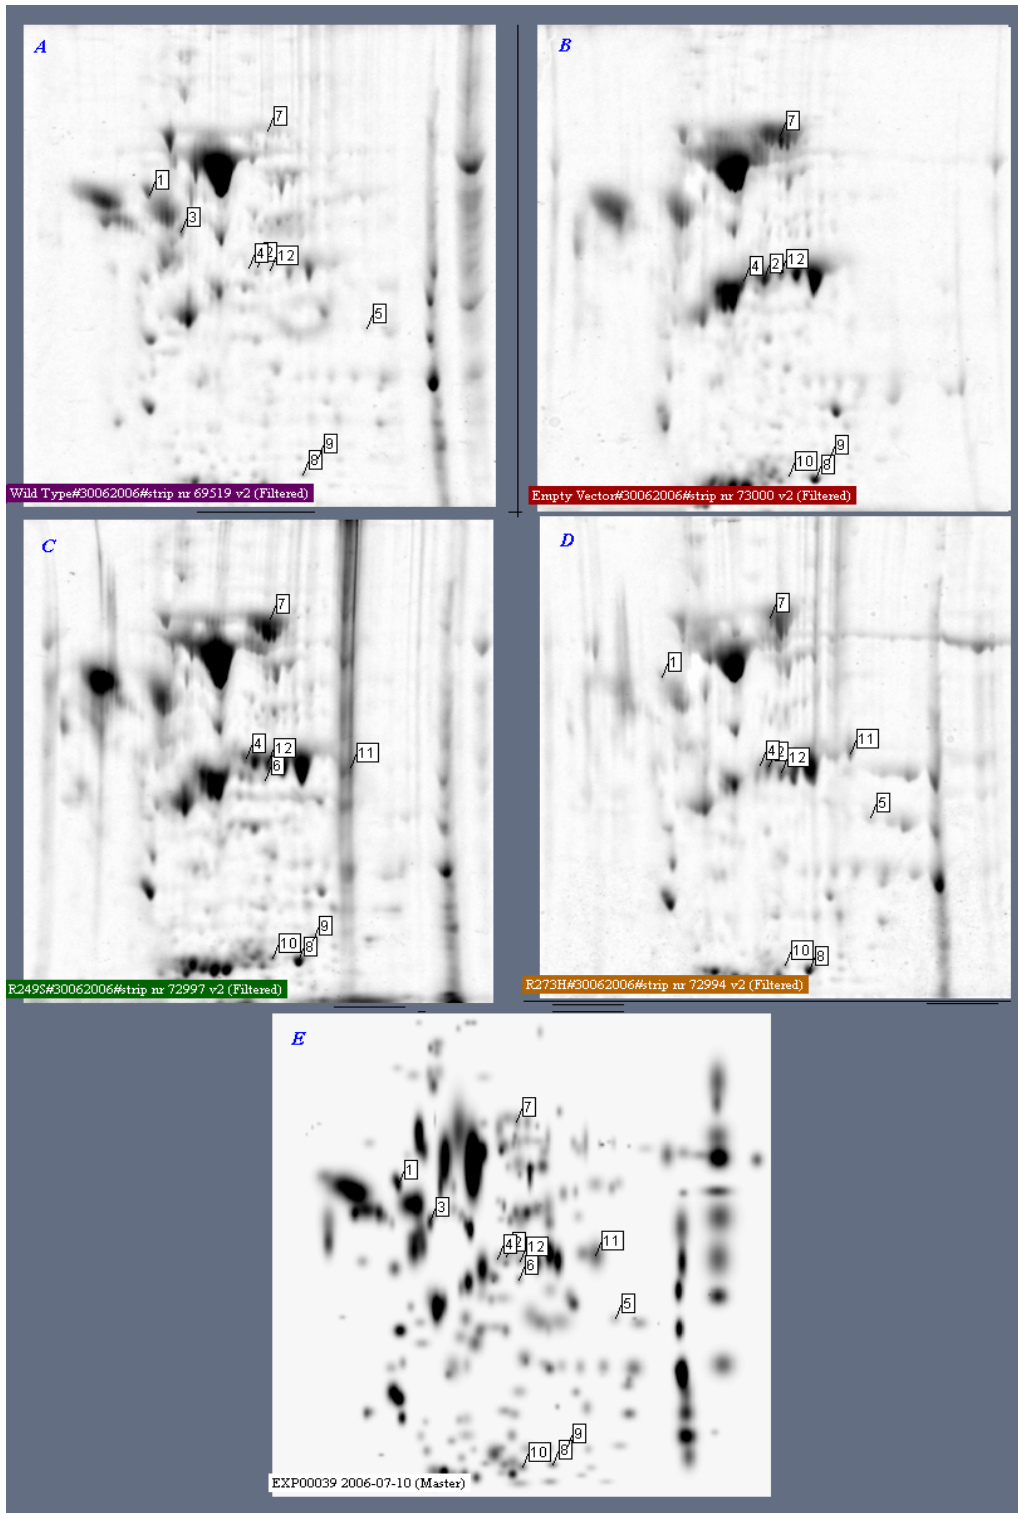 A
B
7
7
1
3
4 2 12
4 2 12
5
9
8
9
10 8
Wild Type#30062006#strip nr 69519 v2 (Filtered)
Empty Vector#30062006#strip nr 73000 v2 (Filtered)
C
D
7
7
1
4 12
6
11
4 2 12
11
5
9
10 8
10 8
R249S#30062006#strip nr 72997 v2 (Filtered)
R273H#30062006#strip nr 72994 v2 (Filtered)
E
7
1
3
4 2 12
11
6
5
9
10 8
EXP00039 2006-07-10 (Master)